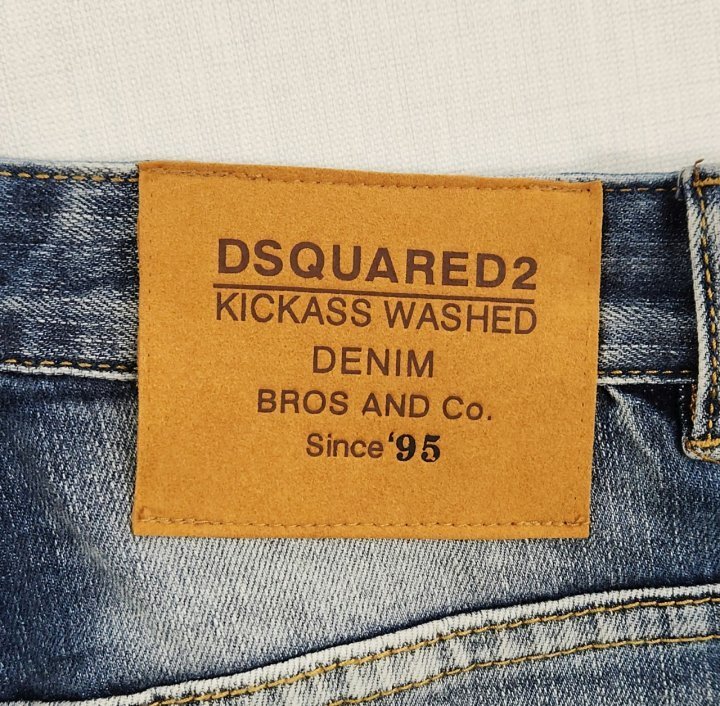 DSQUARED2
KICKASS WASHED
DENIM
BROS AND Co.
Since '95